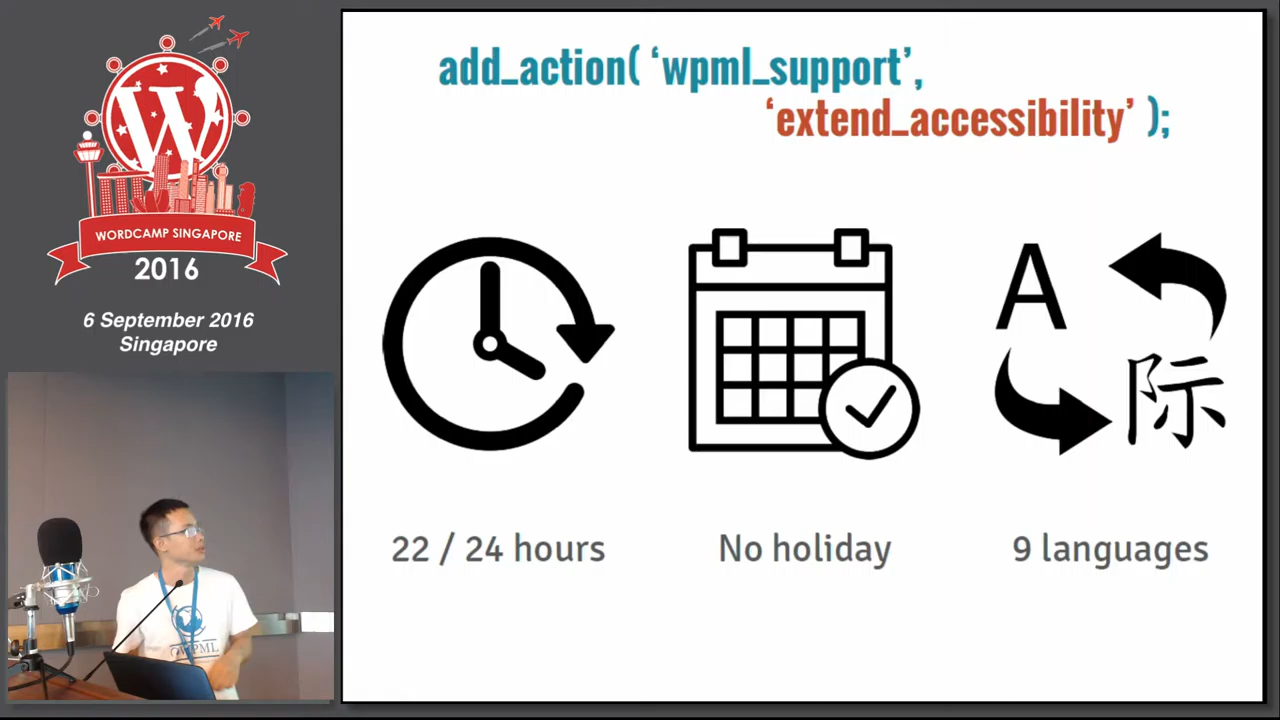 WORDCAMP SINGAPORE
2016
6 September 2016
Singapore
add_action( ‘wpml_support’,
‘extend_accessibility’ );
A
际
22 / 24 hours
No holiday
9 languages
WPML